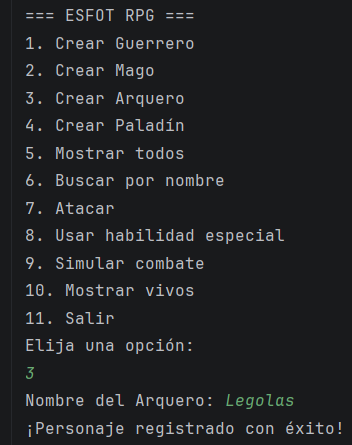 === ESFOT RPG ===
1. Crear Guerrero
2. Crear Mago
3. Crear Arquero
4. Crear Paladín
5. Mostrar todos
6. Buscar por nombre
7. Atacar
8. Usar habilidad especial
9. Simular combate
10. Mostrar vivos
11. Salir
Elija una opción:
3
Nombre del Arquero: Legolas
¡Personaje registrado con éxito!